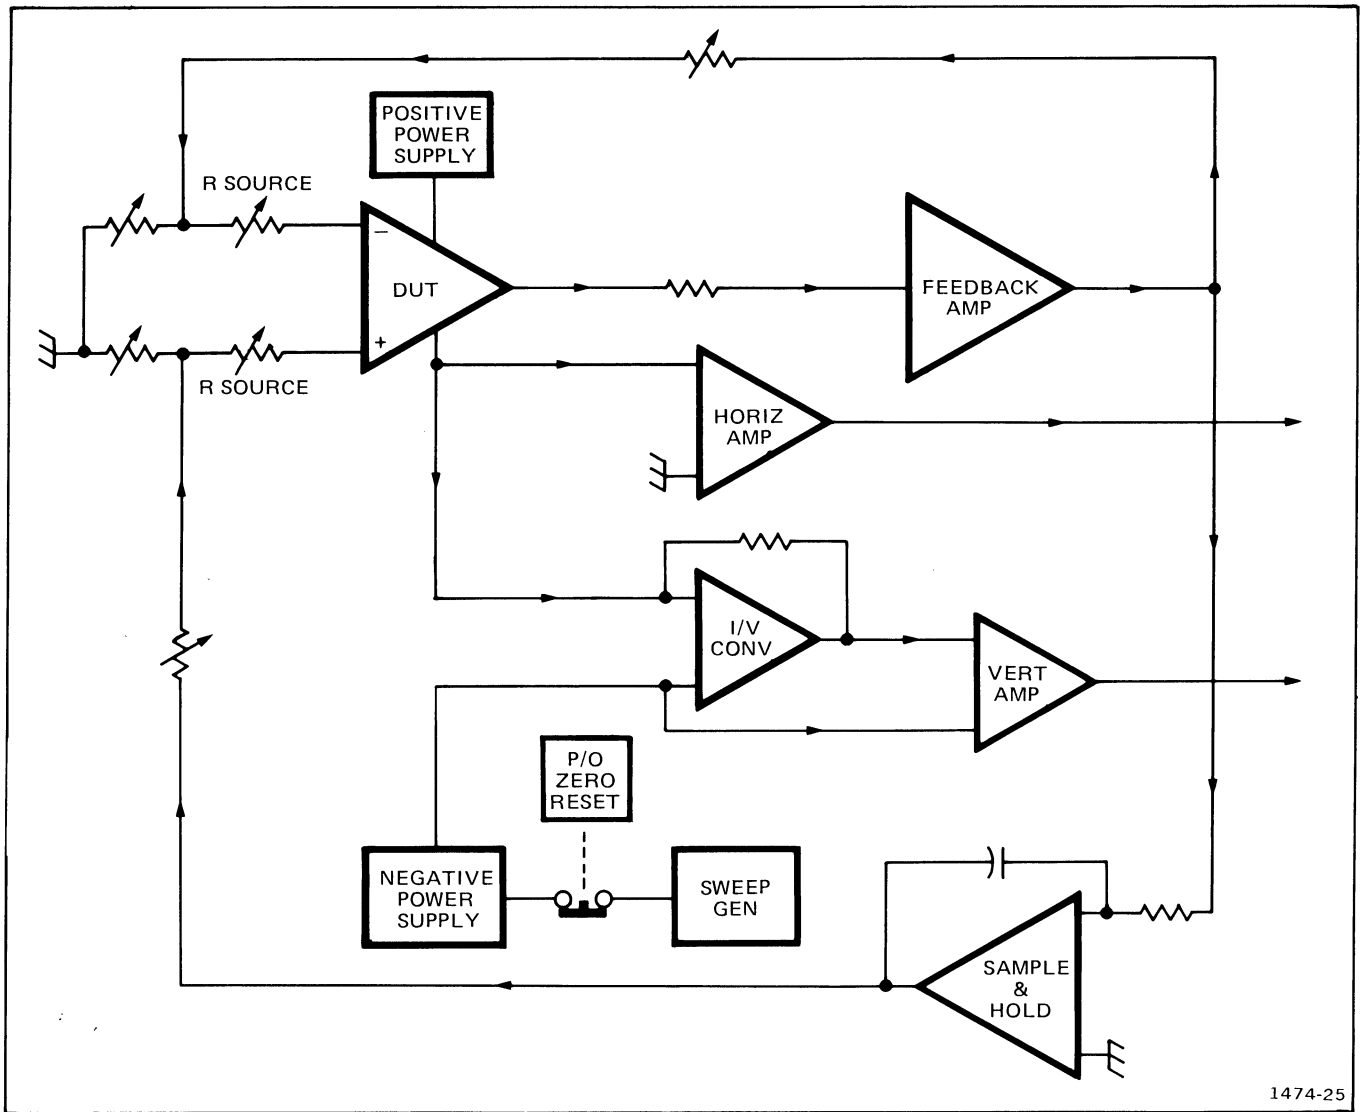 POSITIVE
POWER
SUPPLY
R SOURCE
−
DUT
+
R SOURCE
FEEDBACK
AMP
HORIZ
AMP
I/V
CONV
VERT
AMP
P/O
ZERO
RESET
NEGATIVE
POWER
SUPPLY
SWEEP
GEN
SAMPLE
&
HOLD
1474-25